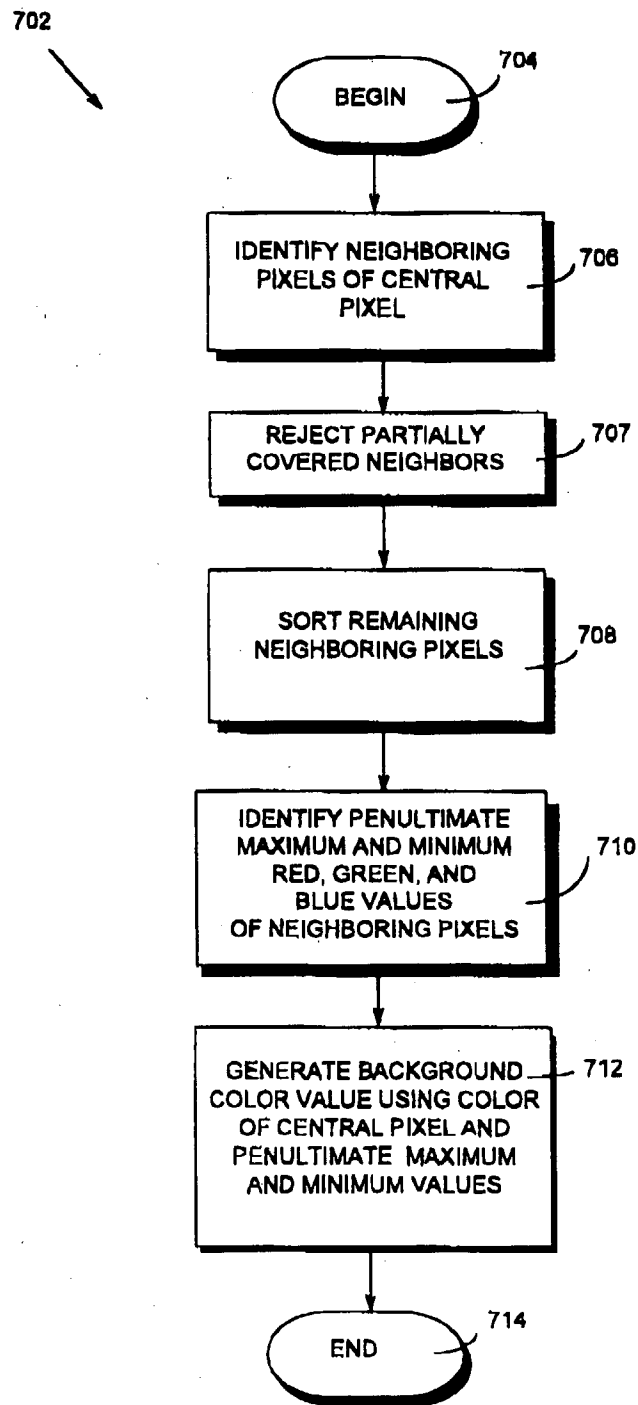 702
BEGIN
704
IDENTIFY NEIGHBORING
PIXELS OF CENTRAL
PIXEL
706
REJECT PARTIALLY
COVERED NEIGHBORS
707
SORT REMAINING
NEIGHBORING PIXELS
708
IDENTIFY PENULTIMATE
MAXIMUM AND MINIMUM
RED, GREEN, AND
BLUE VALUES
OF NEIGHBORING PIXELS
710
GENERATE BACKGROUND
COLOR VALUE USING COLOR
OF CENTRAL PIXEL AND
PENULTIMATE MAXIMUM
AND MINIMUM VALUES
712
END
714